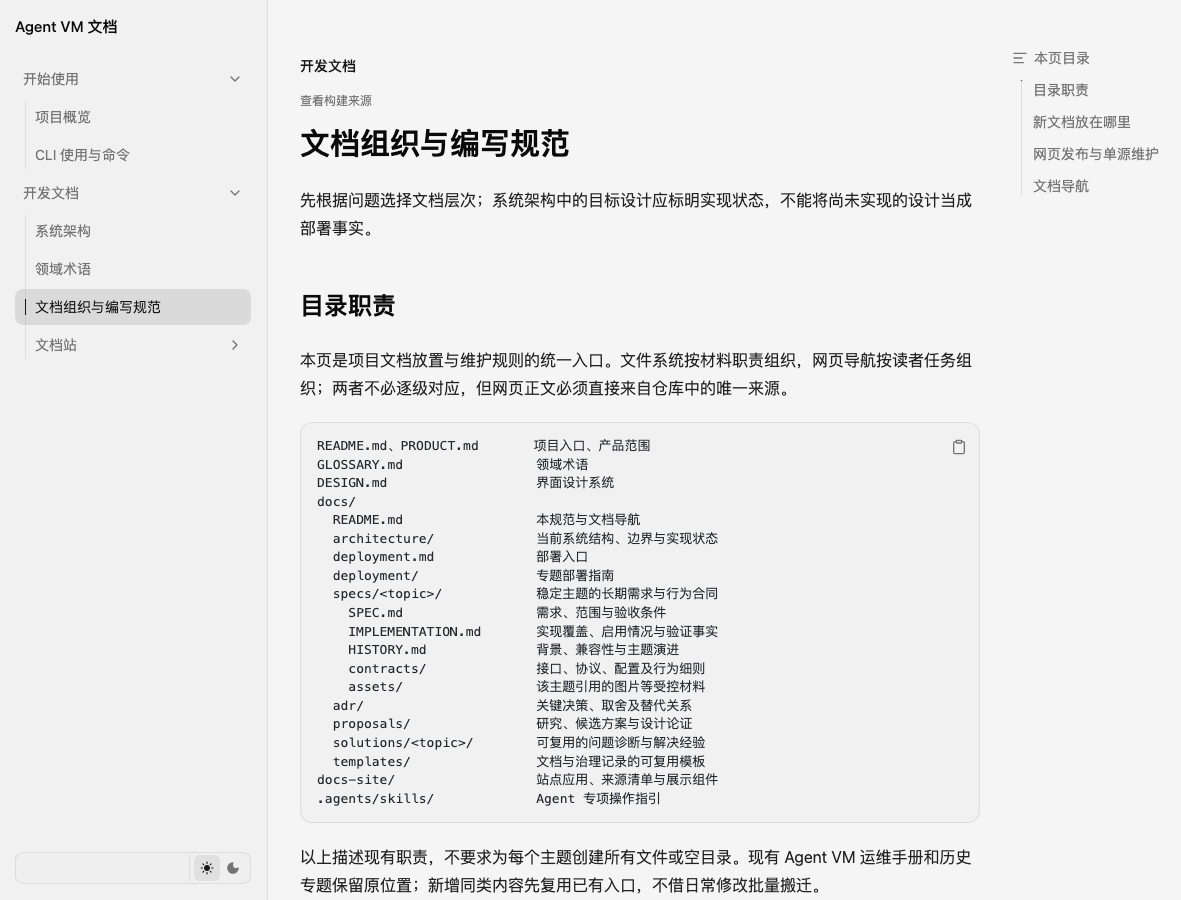 Agent VM 文档
开始使用
项目概览
CLI 使用与命令
开发文档
系统架构
领域术语
文档组织与编写规范
文档站
开发文档
查看构建来源
文档组织与编写规范
先根据问题选择文档层次；系统架构中的目标设计应标明实现状态，不能将尚未实现的设计当成
部署事实。
目录职责
本页是项目文档放置与维护规则的统一入口。文件系统按材料职责组织，网页导航按读者任务组
织；两者不必逐级对应，但网页正文必须直接来自仓库中的唯一来源。
README.md、PRODUCT.md 项目入口、产品范围
GLOSSARY.md 领域术语
DESIGN.md 界面设计系统
docs/
README.md 本规范与文档导航
architecture/ 当前系统结构、边界与实现状态
deployment.md 部署入口
deployment/ 专题部署指南
specs/<topic>/ 稳定主题的长期需求与行为合同
SPEC.md 需求、范围与验收条件
IMPLEMENTATION.md 实现覆盖、启用情况与验证事实
HISTORY.md 背景、兼容性与主题演进
contracts/ 接口、协议、配置及行为细则
assets/ 该主题引用的图片等受控材料
adr/ 关键决策、取舍及替代关系
proposals/ 研究、候选方案与设计论证
solutions/<topic>/ 可复用的问题诊断与解决经验
templates/ 文档与治理记录的可复用模板
docs-site/ 站点应用、来源清单与展示组件
.agents/skills/ Agent 专项操作指引
以上描述现有职责，不要求为每个主题创建所有文件或空目录。现有 Agent VM 运维手册和历史
专题保留原位置；新增同类内容先复用已有入口，不借日常修改批量搬迁。
本页目录
目录职责
新文档放在哪里
网页发布与单源维护
文档导航